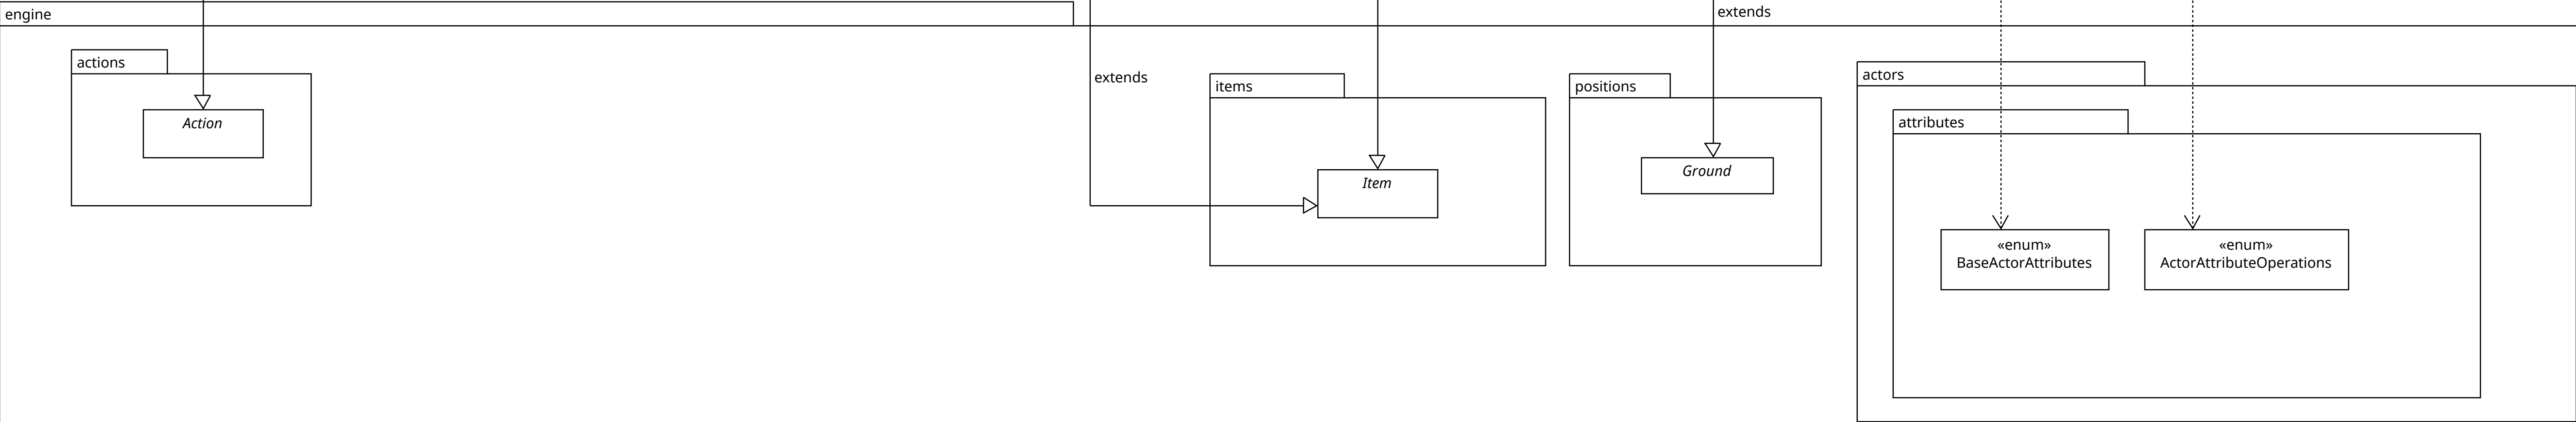 engine
extends
actions
extends
items
positions
actors
attributes
Action
Item
Ground
«enum»
BaseActorAttributes
«enum»
ActorAttributeOperations